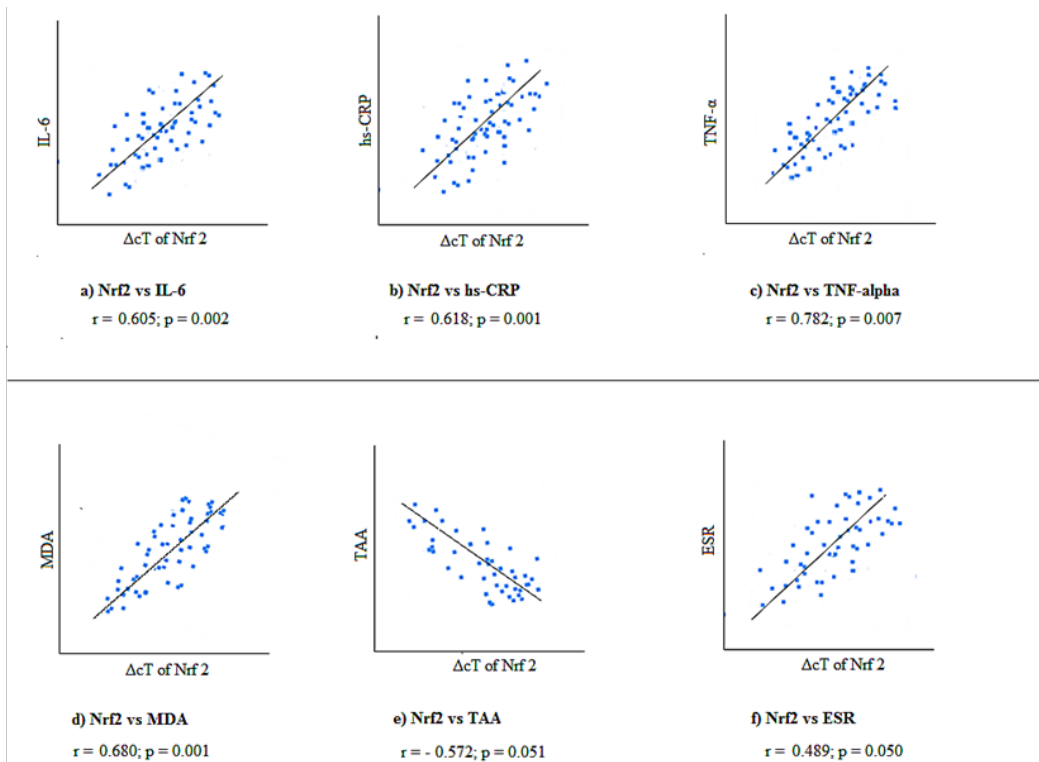 IL-6
ΔcT of Nrf 2
a) Nrf2 vs IL-6
r = 0.605; p = 0.002
hs-CRP
ΔcT of Nrf 2
b) Nrf2 vs hs-CRP
r = 0.618; p = 0.001
TNF-α
ΔcT of Nrf 2
c) Nrf2 vs TNF-alpha
r = 0.782; p = 0.007
MDA
ΔcT of Nrf 2
d) Nrf2 vs MDA
r = 0.680; p = 0.001
TAA
ΔcT of Nrf 2
e) Nrf2 vs TAA
r = - 0.572; p = 0.051
ESR
ΔcT of Nrf 2
f) Nrf2 vs ESR
r = 0.489; p = 0.050